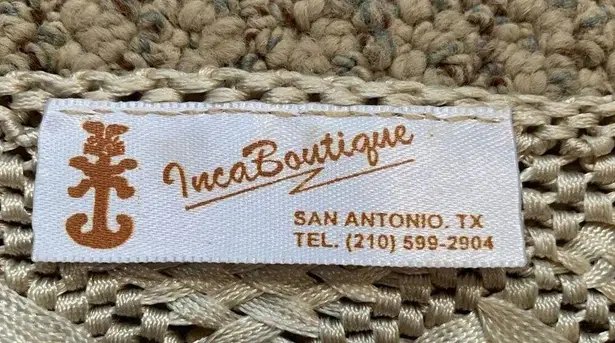 IncaBoutique
SAN ANTONIO. TX
TEL. (210) 599-2904